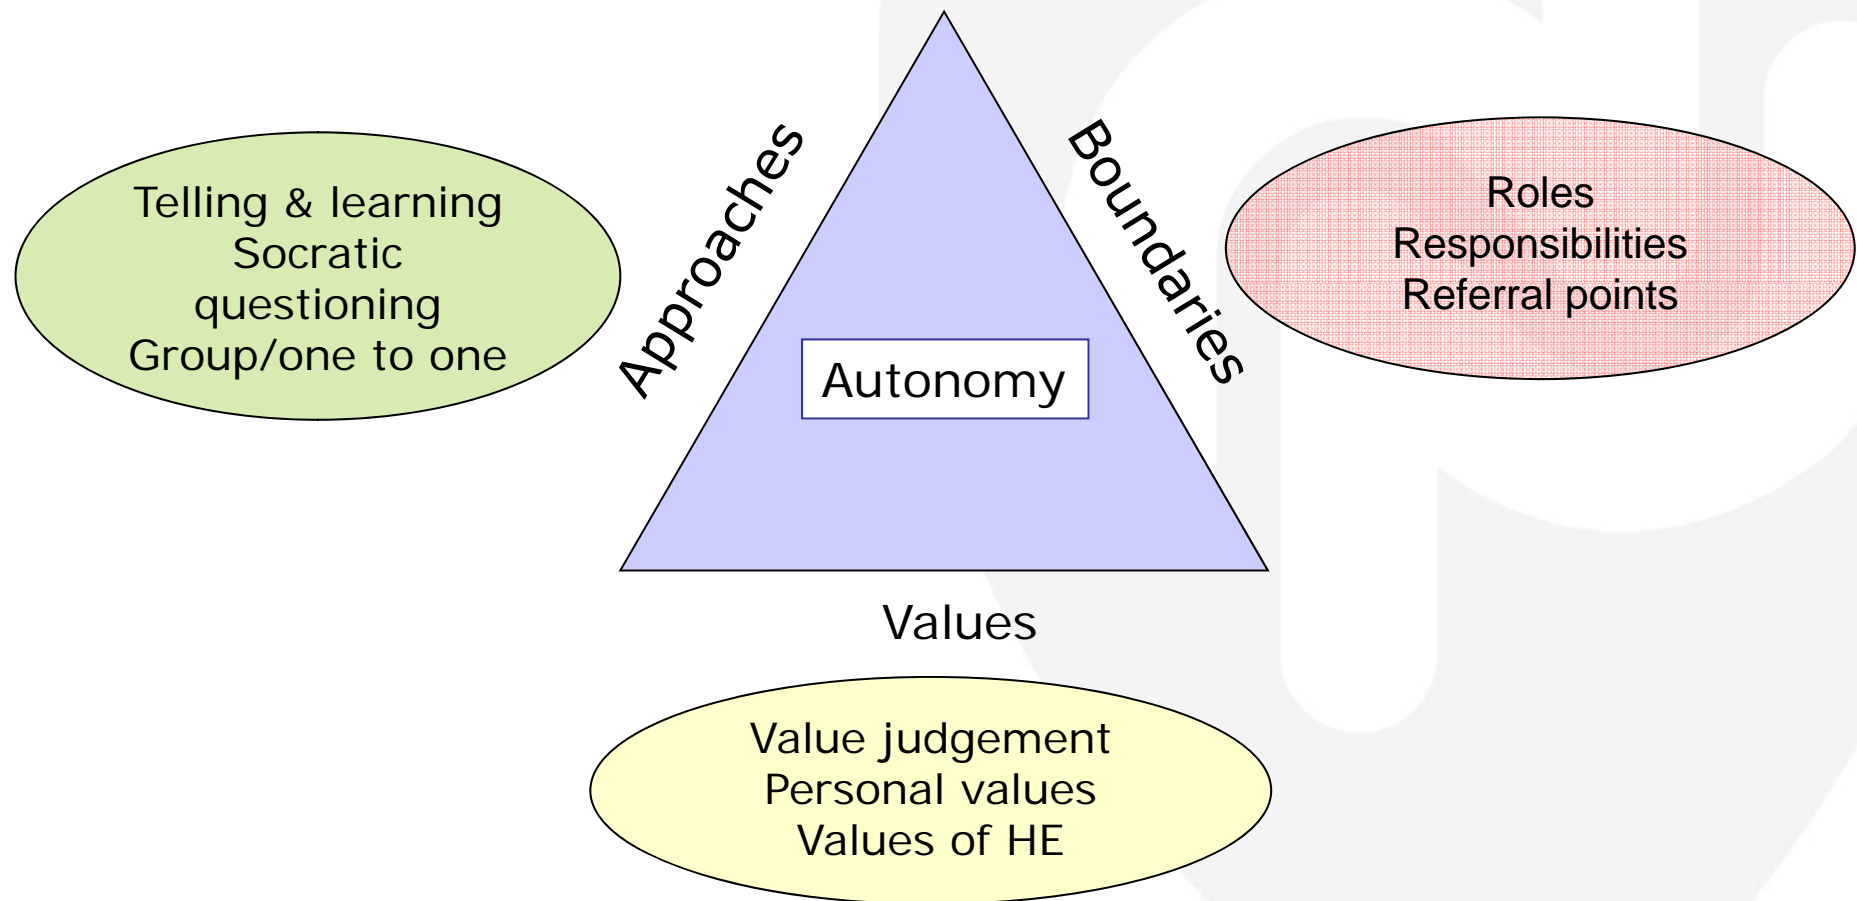 Approaches
Boundaries
Telling & learning
Socratic
questioning
Group/one to one
Roles
Responsibilities
Referral points
Autonomy
Values
Value judgement
Personal values
Values of HE